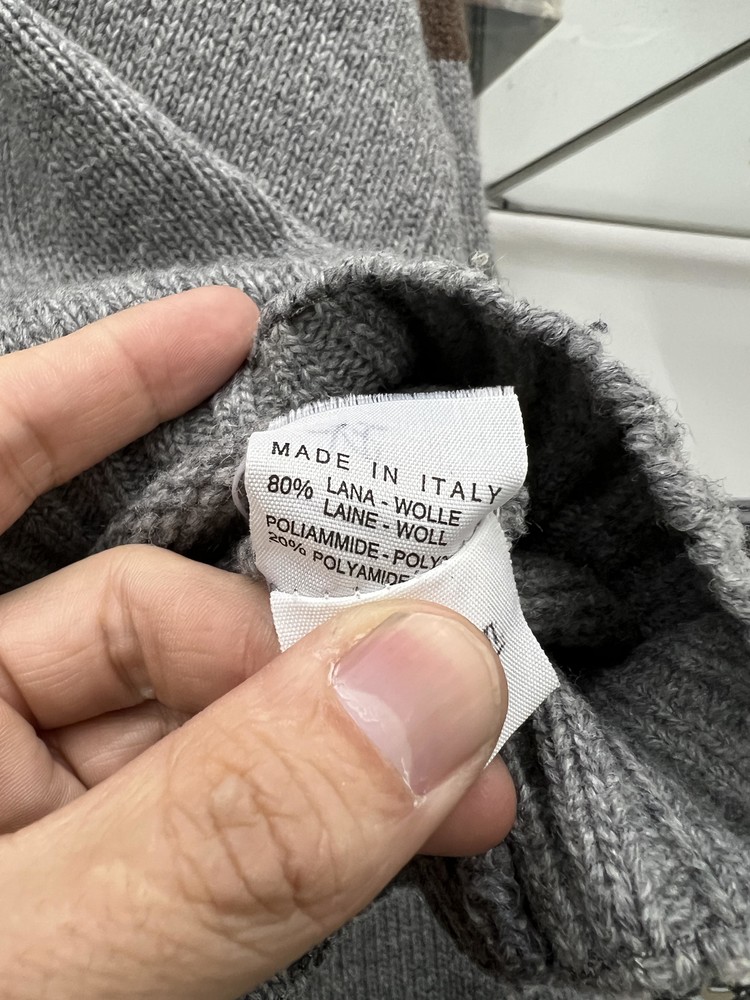 MADE IN ITALY
80% LANA - WOLLE
LAINE - WOLL
POLIAMMIDE - POLY
20% POLYAMIDE